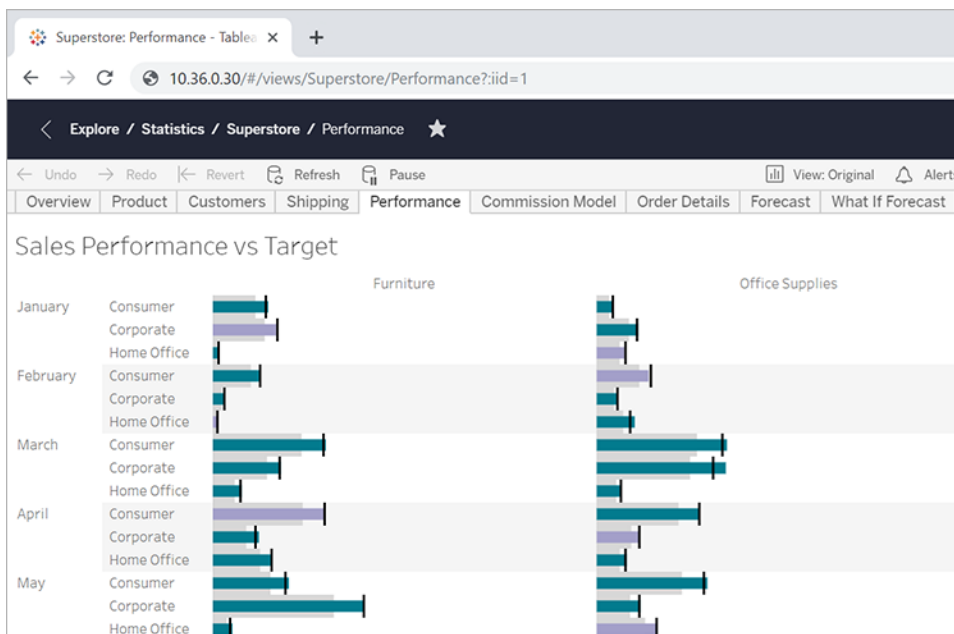 Superstore: Performance - Tablea
10.36.0.30/#/views/Superstore/Performance?:iid=1
Explore / Statistics / Superstore / Performance
Undo Redo Revert Refresh Pause View: Original Alerts
Overview Product Customers Shipping Performance Commission Model Order Details Forecast What If Forecast
Sales Performance vs Target
Furniture Office Supplies
January Consumer
Corporate
Home Office
February Consumer
Corporate
Home Office
March Consumer
Corporate
Home Office
April Consumer
Corporate
Home Office
May Consumer
Corporate
Home Office